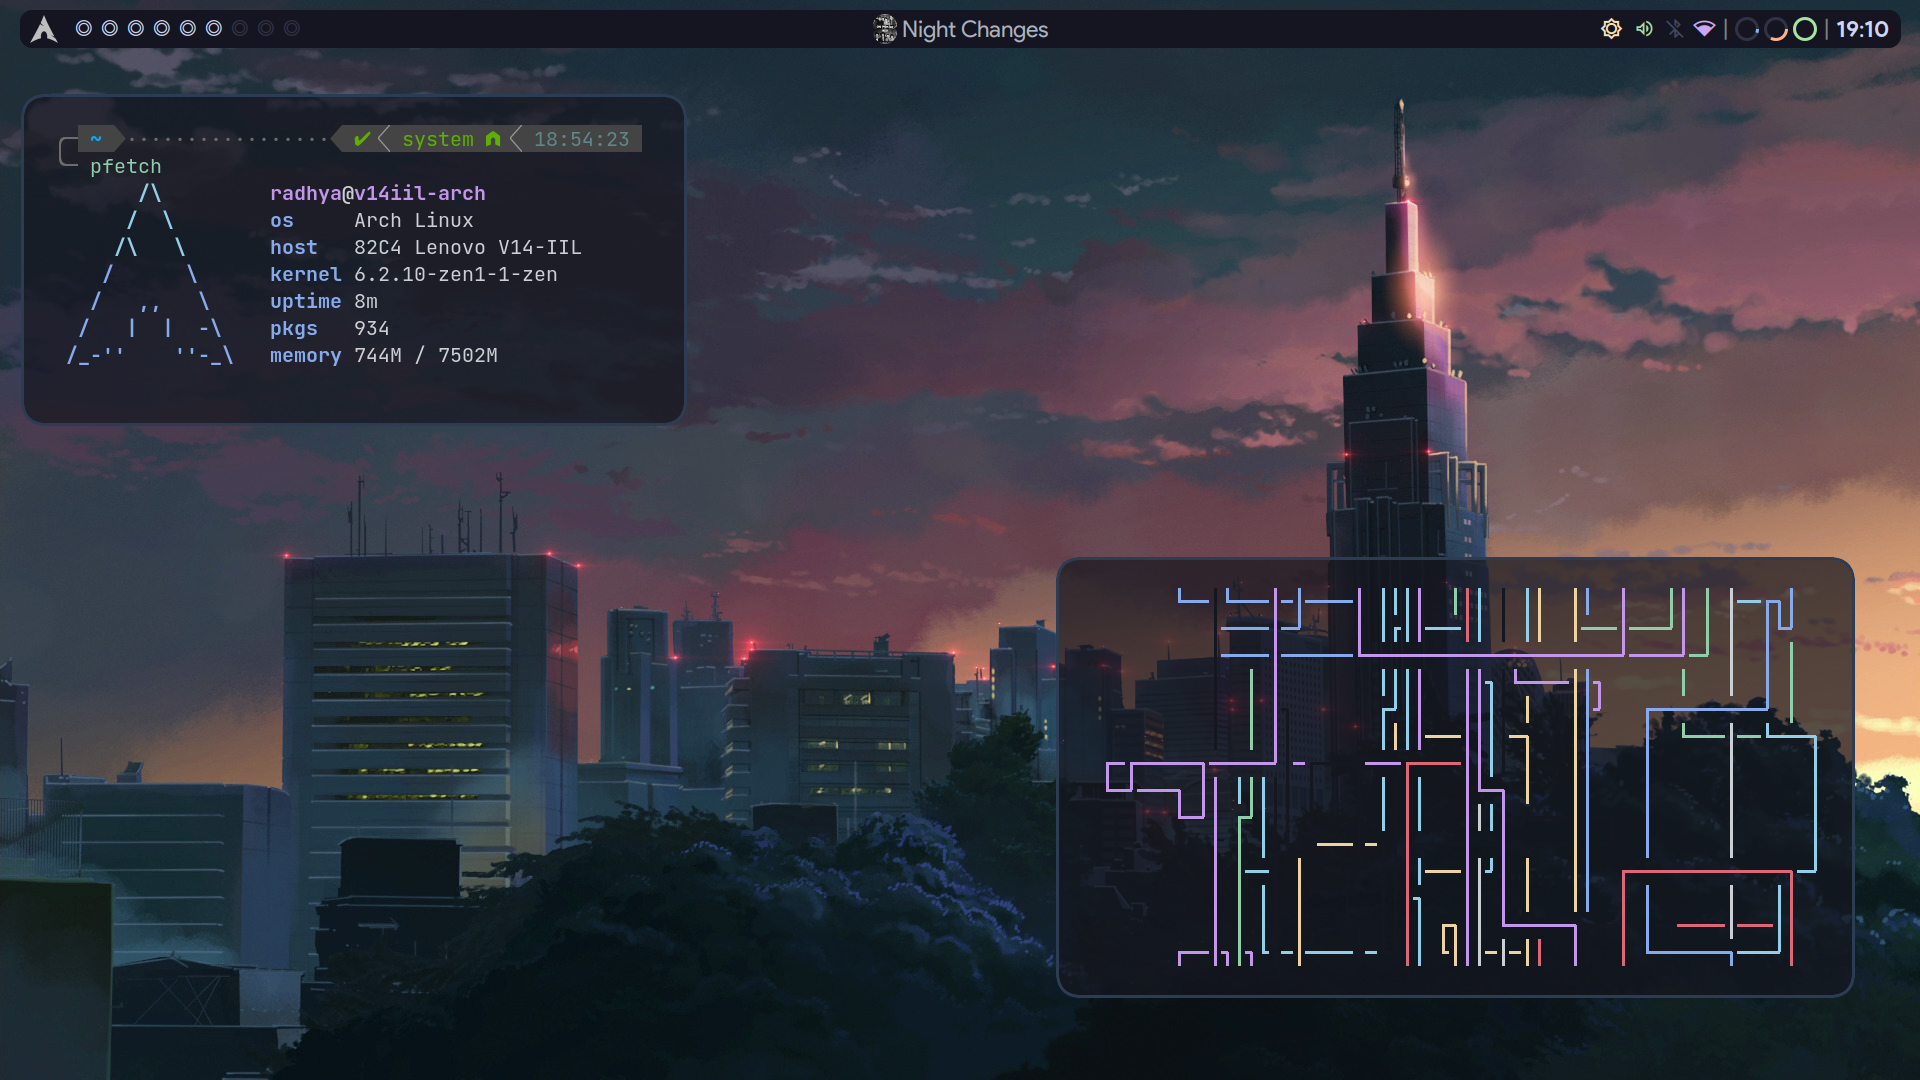 Night Changes
19:10
~ ✔ system 18:54:23
pfetch
radhya@v14iil-arch
os Arch Linux
host 82C4 Lenovo V14-IIL
kernel 6.2.10-zen1-1-zen
uptime 8m
pkgs 934
memory 744M / 7502M